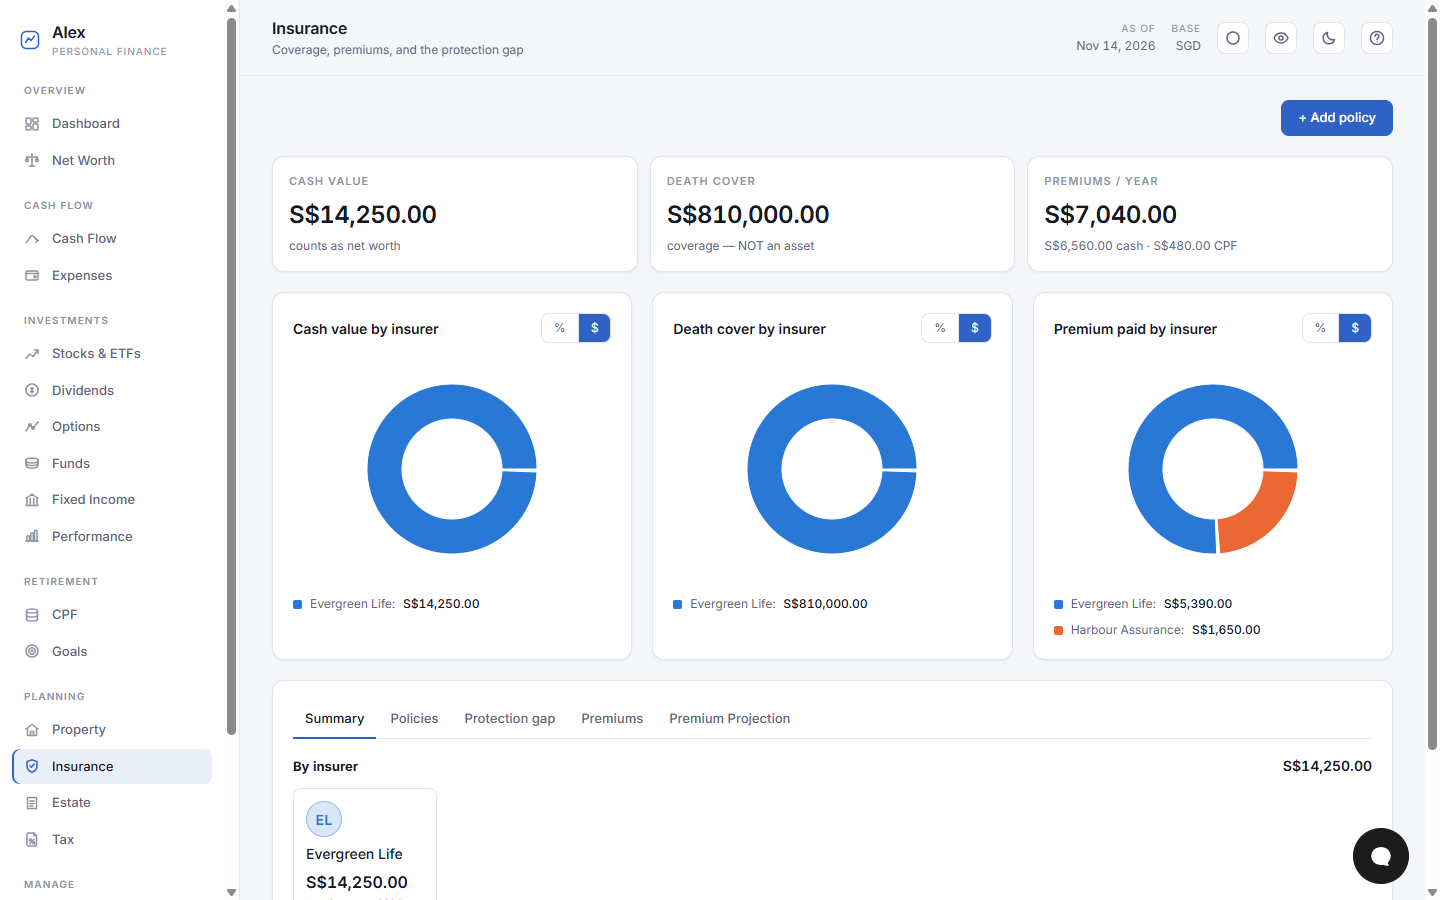 Alex
PERSONAL FINANCE
OVERVIEW
Dashboard
Net Worth
CASH FLOW
Cash Flow
Expenses
INVESTMENTS
Stocks & ETFs
Dividends
Options
Funds
Fixed Income
Performance
RETIREMENT
CPF
Goals
PLANNING
Property
Insurance
Estate
Tax
MANAGE
Insurance
Coverage, premiums, and the protection gap
AS OF
Nov 14, 2026
BASE
SGD
+ Add policy
CASH VALUE
S$14,250.00
counts as net worth
DEATH COVER
S$810,000.00
coverage — NOT an asset
PREMIUMS / YEAR
S$7,040.00
S$6,560.00 cash · S$480.00 CPF
Cash value by insurer
% $
Evergreen Life: S$14,250.00
Death cover by insurer
% $
Evergreen Life: S$810,000.00
Premium paid by insurer
% $
Evergreen Life: S$5,390.00
Harbour Assurance: S$1,650.00
Summary Policies Protection gap Premiums Premium Projection
By insurer S$14,250.00
EL
Evergreen Life
S$14,250.00